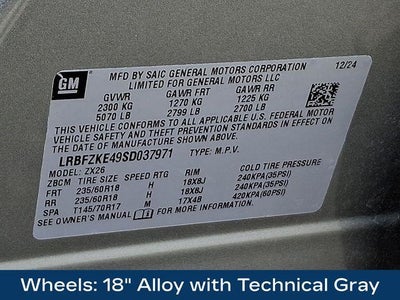 GM
MFD BY SAIC GENERAL MOTORS CORPORATION 12/24
LIMITED FOR GENERAL MOTORS LLC
GVWR GAWR FRT GAWR RR
2300 KG 1270 KG 1225 KG
5070 LB 2799 LB 2700 LB
THIS VEHICLE CONFORMS TO ALL APPLICABLE U.S. FEDERAL MOTOR
VEHICLE SAFETY AND THEFT PREVENTION STANDARDS IN EFFECT ON
THE DATE OF MANUFACTURE SHOWN ABOVE.
LRBFZKE49SD037971 TYPE: M.P.V.
MODEL: ZX26
ZBCM TIRE SIZE SPEED RTG RIM COLD TIRE PRESSURE
FRT 235/60R18 H 18X8J 240KPA(35PSI)
RR 235/60R18 H 18X8J 240KPA(35PSI)
SPA T145/70R17 M 17X4B 420KPA(60PSI)
Wheels: 18" Alloy with Technical Gray